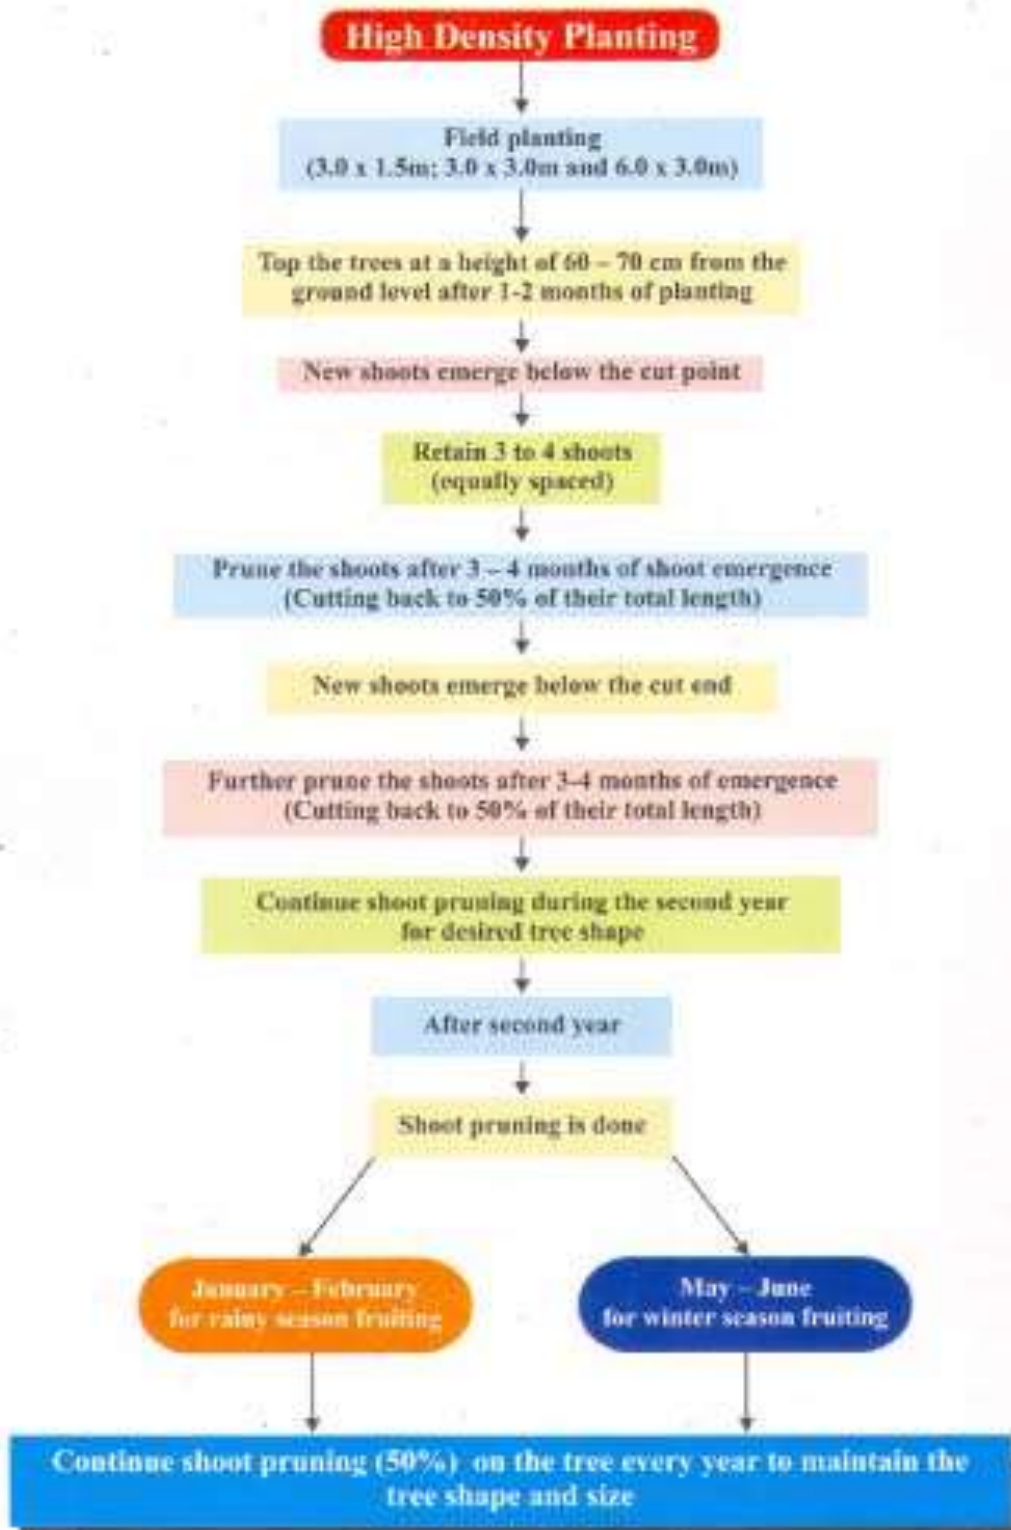 High Density Planting
Field planting
(3.0 x 1.5m; 3.0 x 3.0m and 6.0 x 3.0m)
Top the trees at a height of 60 – 70 cm from the
ground level after 1-2 months of planting
New shoots emerge below the cut point
Retain 3 to 4 shoots
(equally spaced)
Prune the shoots after 3 – 4 months of shoot emergence
(Cutting back to 50% of their total length)
New shoots emerge below the cut end
Further prune the shoots after 3-4 months of emergence
(Cutting back to 50% of their total length)
Continue shoot pruning during the second year
for desired tree shape
After second year
Shoot pruning is done
January – February
for rainy season fruiting
May – June
for winter season fruiting
Continue shoot pruning (50%) on the tree every year to maintain the
tree shape and size